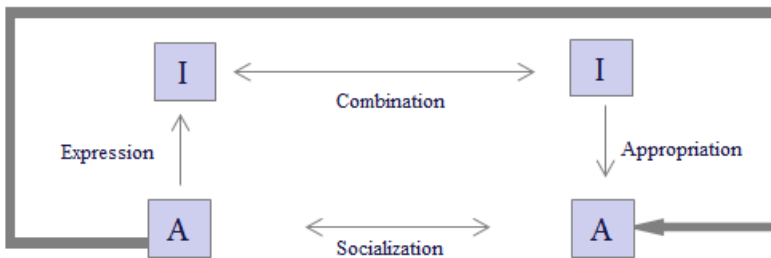 I
I
Combination
Expression
Appropriation
A
A
Socialization